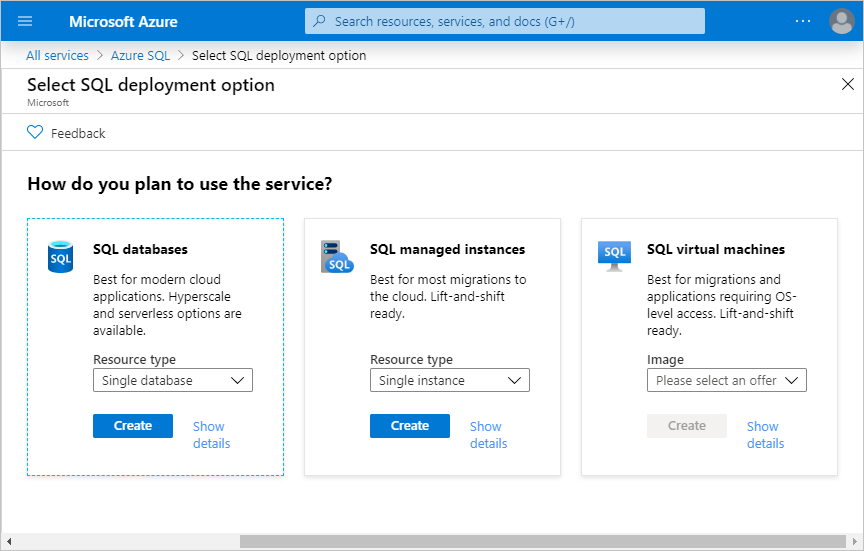 Microsoft Azure
Search resources, services, and docs (G+/)
All services > Azure SQL > Select SQL deployment option
Select SQL deployment option
Microsoft
Feedback
How do you plan to use the service?
SQL
SQL databases
Best for modern cloud
applications. Hyperscale
and serverless options are
available.
Resource type
Single database
Create
Show
details
SQL
SQL managed instances
Best for most migrations to
the cloud. Lift-and-shift
ready.
Resource type
Single instance
Create
Show
details
SQL
SQL virtual machines
Best for migrations and
applications requiring OS-
level access. Lift-and-shift
ready.
Image
Please select an offer
Create
Show
details